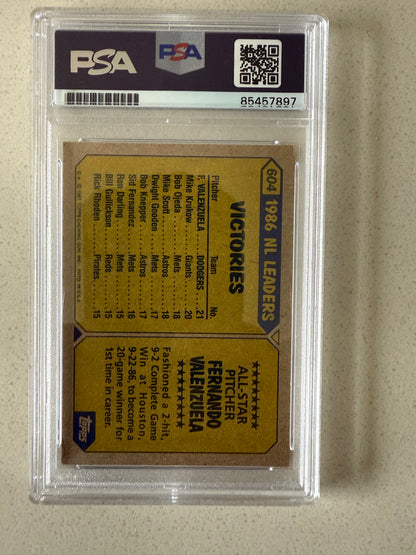 PSA
PSA
85457897
604
1986 NL LEADERS
VICTORIES
Pitcher Team No.
F. VALENZUELA DODGERS 21
Mike Krukow Giants 20
Bob Ojeda Mets 18
Mike Scott Astros 18
Dwight Gooden Mets 17
Bob Knepper Astros 17
Sid Fernandez Mets 16
Ron Darling Mets 15
Bill Gullickson Reds 15
Rick Rhoden Pirates 15
ALL-STAR
PITCHER
FERNANDO
VALENZUELA
Fashioned a 2-hit,
9-2 Complete Game
Win at Houston,
9-22-86, to become a
20-game winner for
1st time in career.
TOPPS